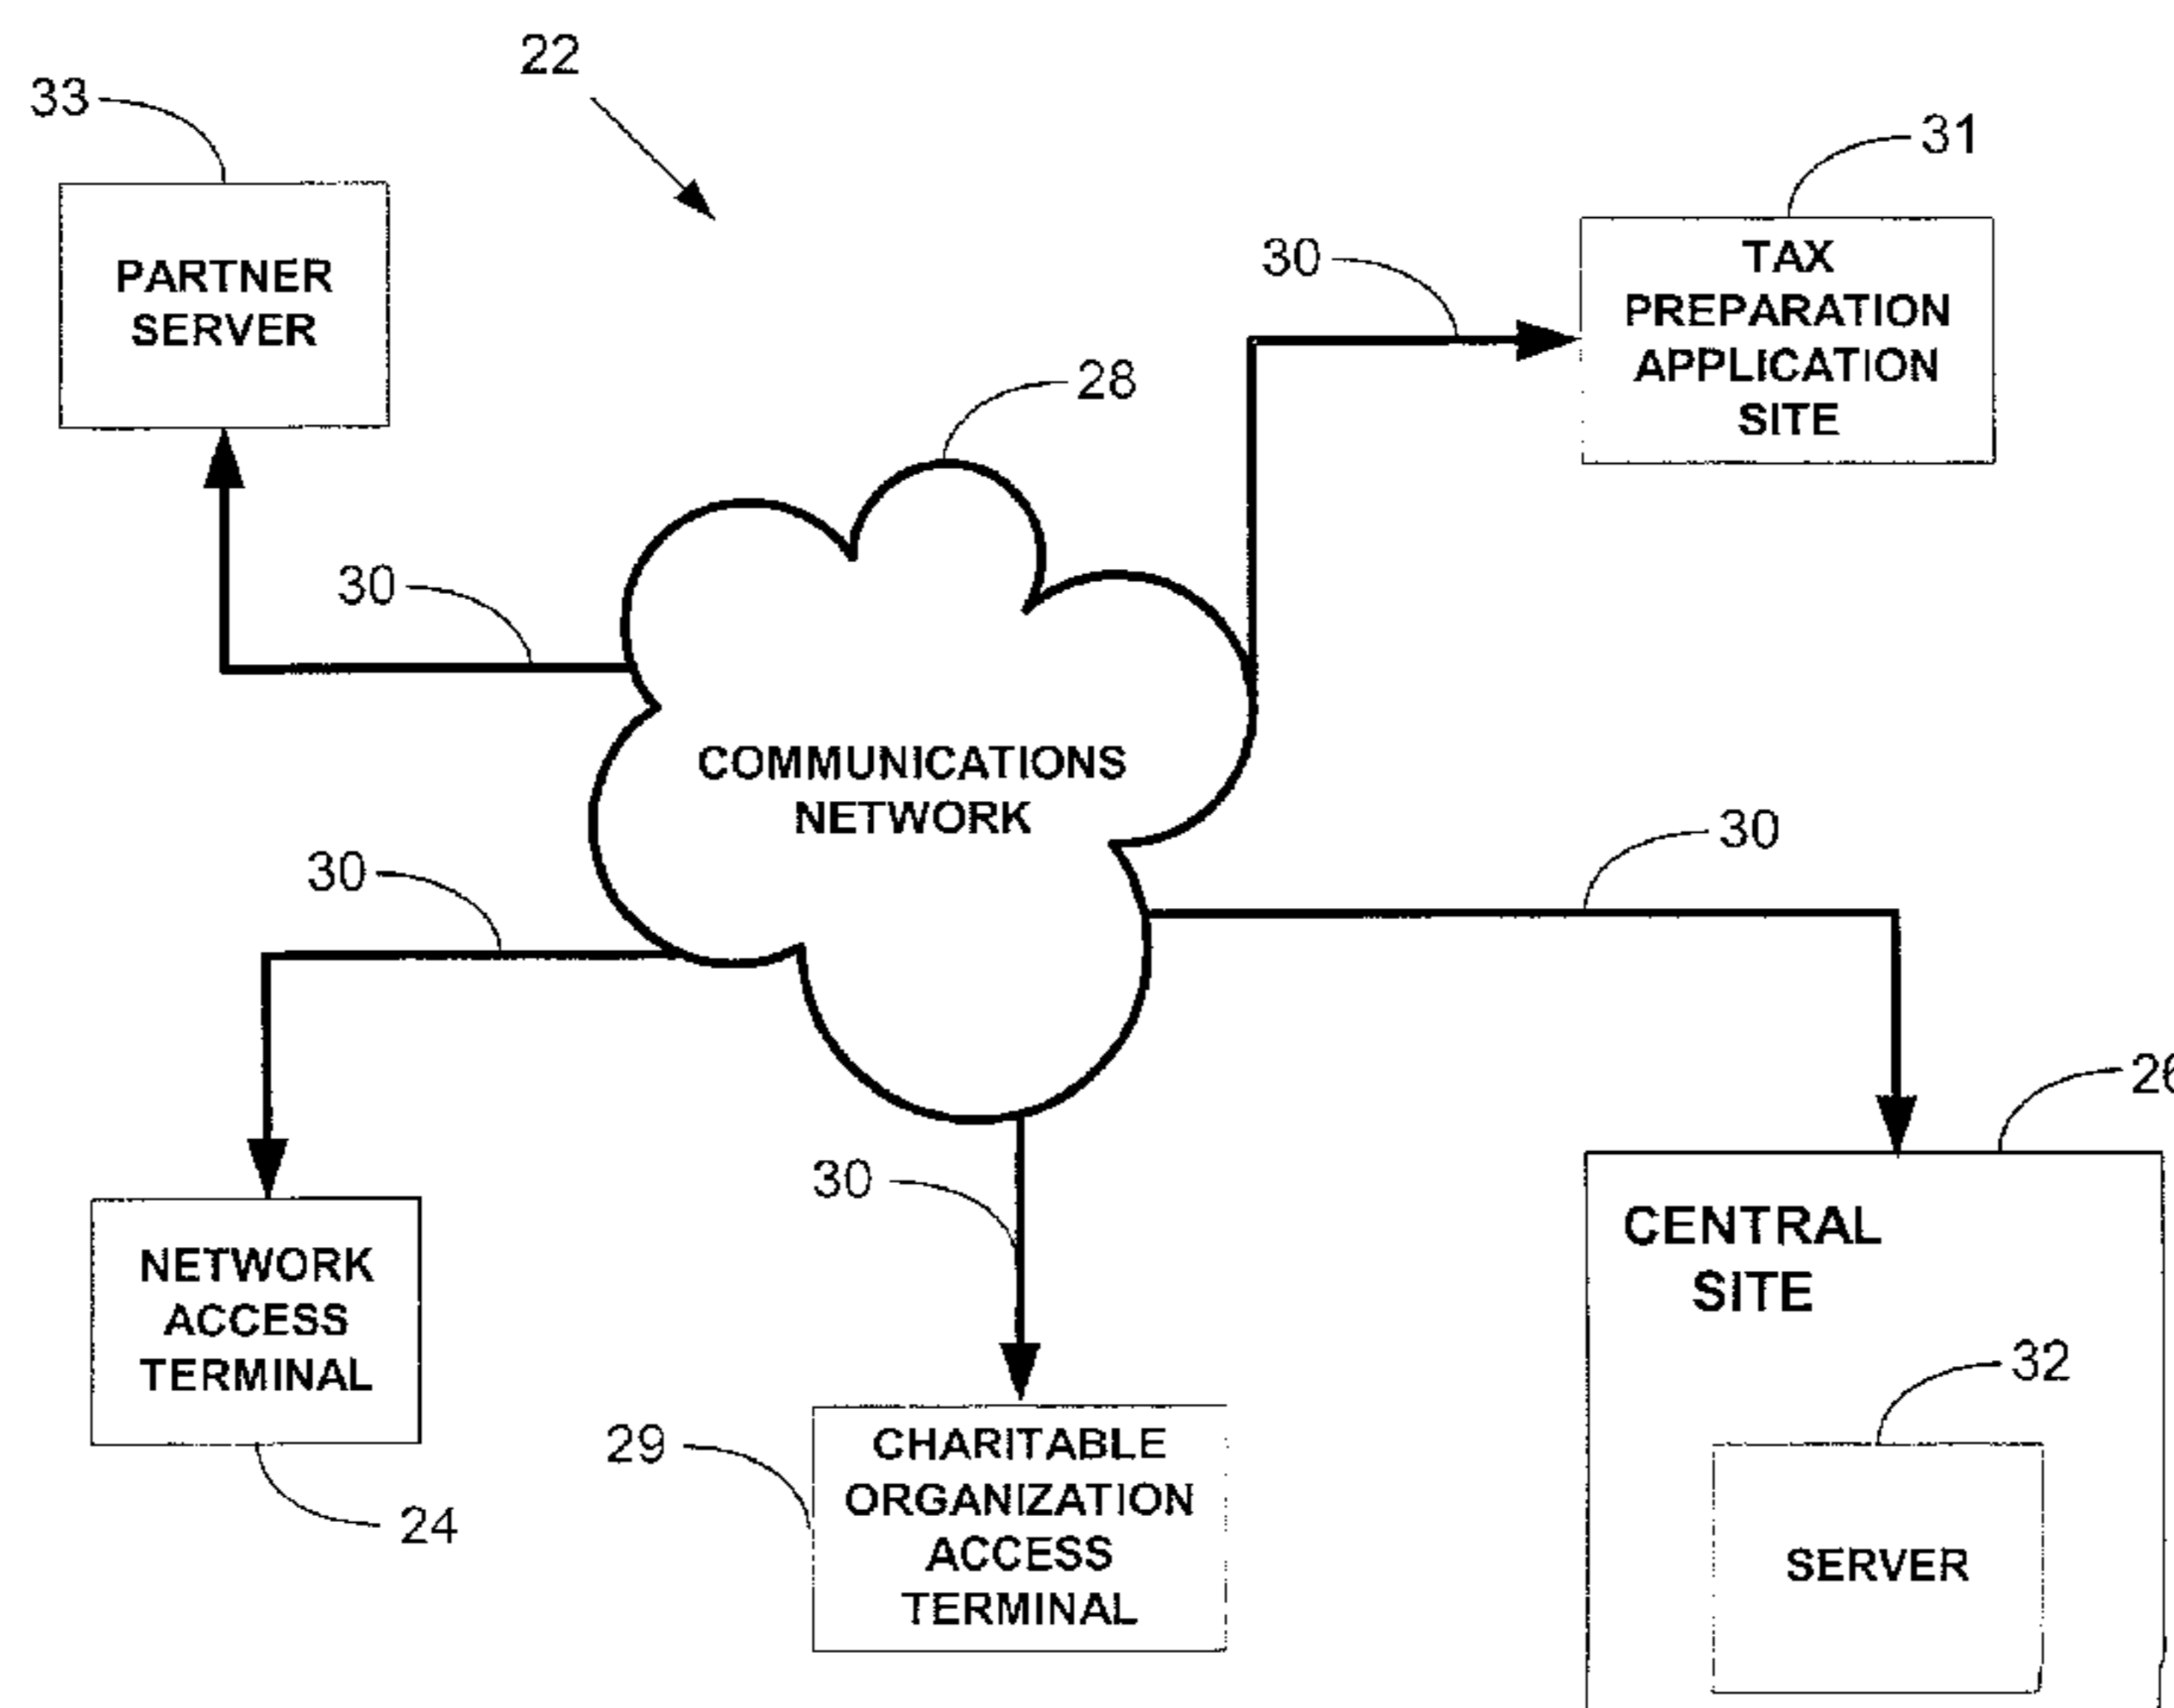 22
33
31
PARTNER
SERVER
30
TAX
PREPARATION
APPLICATION
SITE
28
30
COMMUNICATIONS
NETWORK
30
30
26
30
CENTRAL
SITE
NETWORK
ACCESS
TERMINAL
32
29
CHARITABLE
ORGANIZATION
ACCESS
TERMINAL
24
SERVER